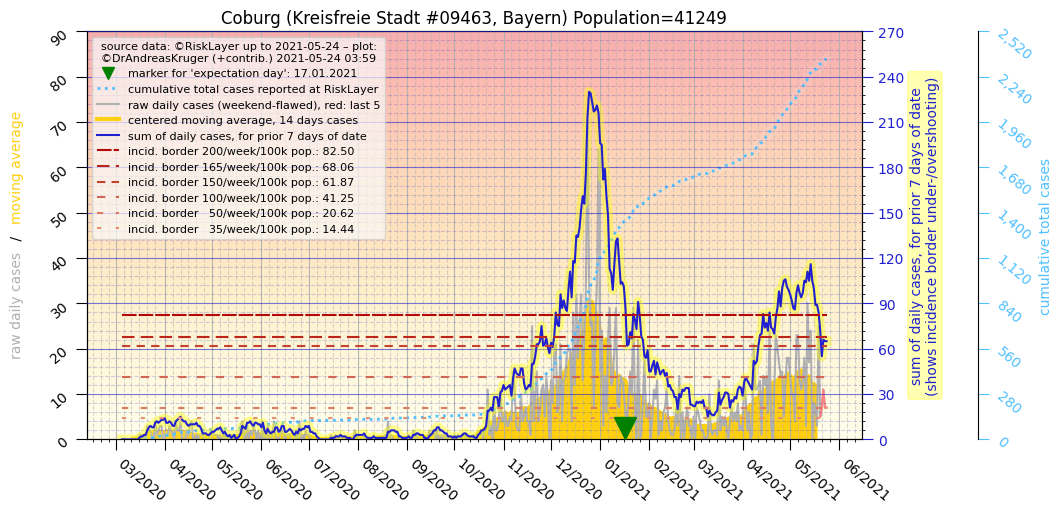 Coburg (Kreisfreie Stadt #09463, Bayern) Population=41249
source data: ©RiskLayer up to 2021-05-24 – plot:
©DrAndreasKruger (+contrib.) 2021-05-24 03:59
marker for 'expectation day': 17.01.2021
cumulative total cases reported at RiskLayer
raw daily cases (weekend-flawed), red: last 5
centered moving average, 14 days cases
sum of daily cases, for prior 7 days of date
incid. border 200/week/100k pop.: 82.50
incid. border 165/week/100k pop.: 68.06
incid. border 150/week/100k pop.: 61.87
incid. border 100/week/100k pop.: 41.25
incid. border 50/week/100k pop.: 20.62
incid. border 35/week/100k pop.: 14.44
raw daily cases / moving average
90
80
70
60
50
40
30
20
10
0
03/2020
04/2020
05/2020
06/2020
07/2020
08/2020
09/2020
10/2020
11/2020
12/2020
01/2021
02/2021
03/2021
04/2021
05/2021
06/2021
270
240
210
180
150
120
90
60
30
0
sum of daily cases, for prior 7 days of date
(shows incidence border under-/overshooting)
2,520
2,240
1,960
1,680
1,400
1,120
840
560
280
0
cumulative total cases